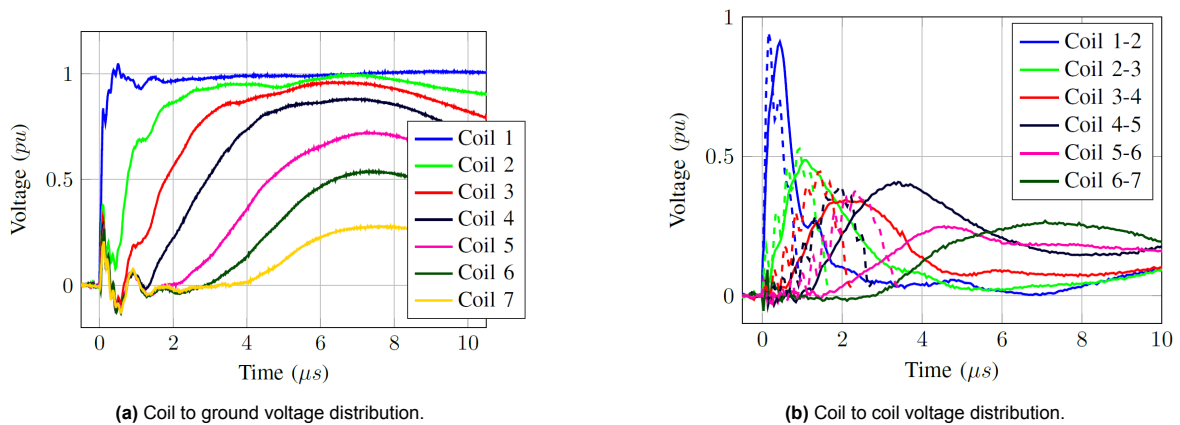 1
0.5
0
Voltage (pu)
0
2
4
6
8
10
Time (μs)
Coil 1
Coil 2
Coil 3
Coil 4
Coil 5
Coil 6
Coil 7
(a) Coil to ground voltage distribution.
1
0.5
0
Voltage (pu)
0
2
4
6
8
10
Time (μs)
Coil 1-2
Coil 2-3
Coil 3-4
Coil 4-5
Coil 5-6
Coil 6-7
(b) Coil to coil voltage distribution.